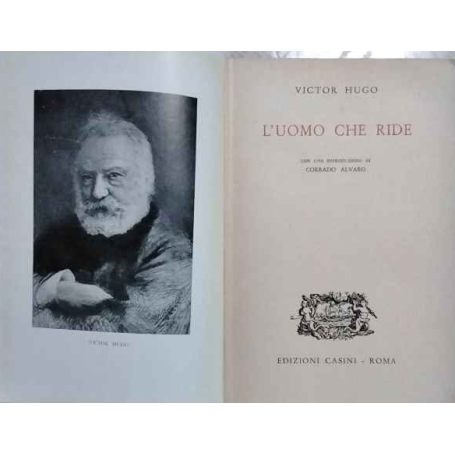 VICTOR HUGO
VICTOR HUGO
L'UOMO CHE RIDE
CON UNA INTRODUZIONE DI
CORRADO ALVARO
EDIZIONI CASINI - ROMA